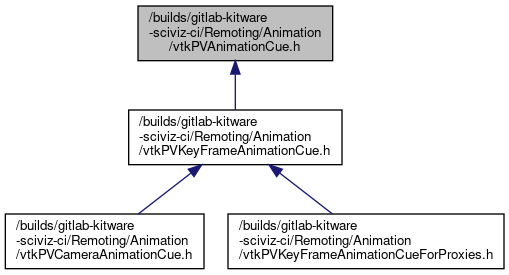 /builds/gitlab-kitware
-sciviz-ci/Remoting/Animation
/vtkPVAnimationCue.h
/builds/gitlab-kitware
-sciviz-ci/Remoting/Animation
/vtkPVKeyFrameAnimationCue.h
/builds/gitlab-kitware
-sciviz-ci/Remoting/Animation
/vtkPVCameraAnimationCue.h
/builds/gitlab-kitware
-sciviz-ci/Remoting/Animation
/vtkPVKeyFrameAnimationCueForProxies.h